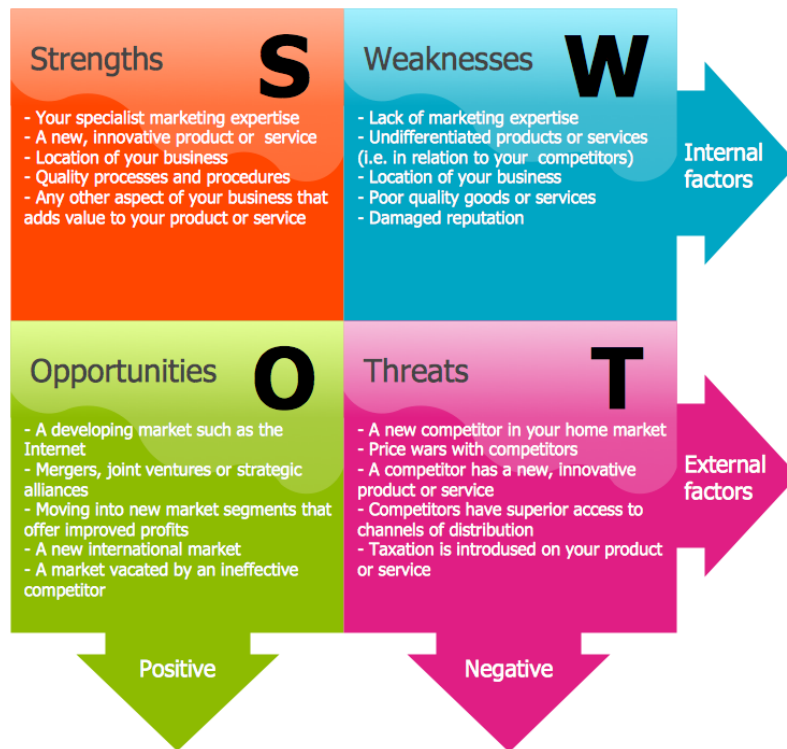 Strengths
S
- Your specialist marketing expertise
- A new, innovative product or service
- Location of your business
- Quality processes and procedures
- Any other aspect of your business that
adds value to your product or service
Weaknesses
W
- Lack of marketing expertise
- Undifferentiated products or services
(i.e. in relation to your competitors)
- Location of your business
- Poor quality goods or services
- Damaged reputation
Internal
factors
Opportunities
O
- A developing market such as the
Internet
- Mergers, joint ventures or strategic
alliances
- Moving into new market segments that
offer improved profits
- A new international market
- A market vacated by an ineffective
competitor
Threats
T
- A new competitor in your home market
- Price wars with competitors
- A competitor has a new, innovative
product or service
- Competitors have superior access to
channels of distribution
- Taxation is introdused on your product
or service
External
factors
Positive
Negative